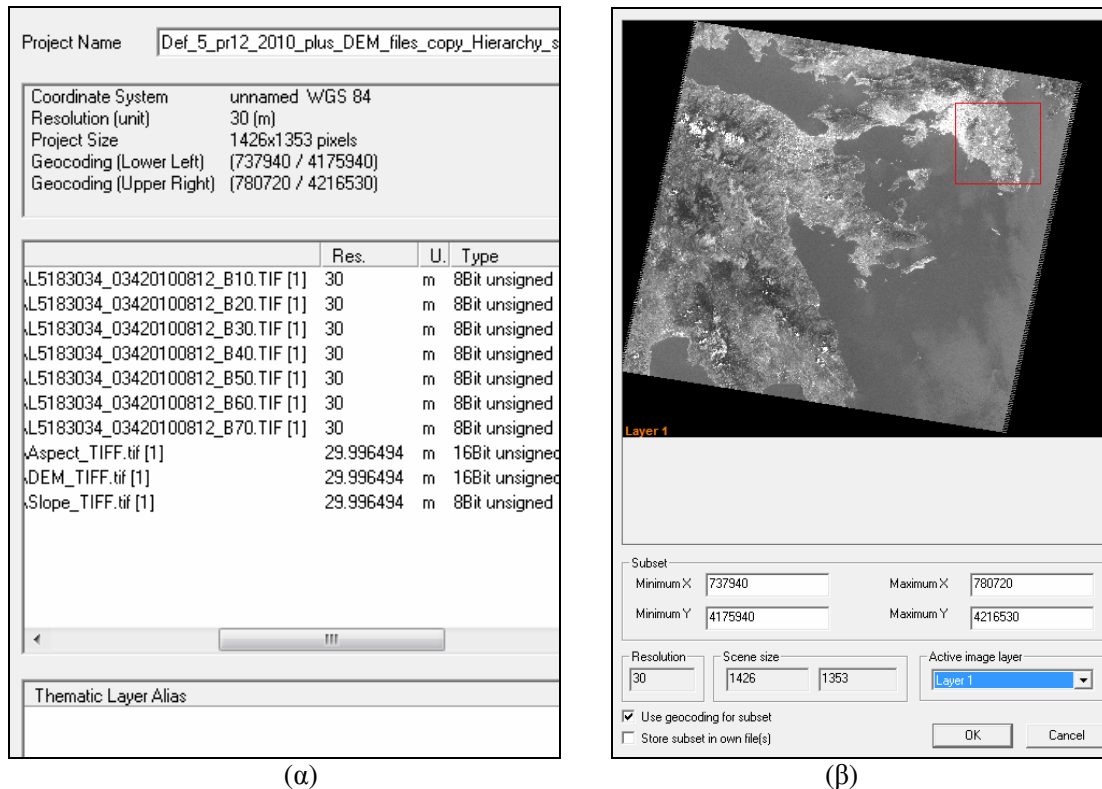 Project Name Def_5_pr12_2010_plus_DEM_files_copy_Hierarchy_s
Coordinate System unnamed WGS 84
Resolution (unit) 30 (m)
Project Size 1426x1353 pixels
Geocoding (Lower Left) (737940 / 4175940)
Geocoding (Upper Right) (780720 / 4216530)
Res. U. Type
\L5183034_03420100812_B10.TIF [1] 30 m 8Bit unsigned
\L5183034_03420100812_B20.TIF [1] 30 m 8Bit unsigned
\L5183034_03420100812_B30.TIF [1] 30 m 8Bit unsigned
\L5183034_03420100812_B40.TIF [1] 30 m 8Bit unsigned
\L5183034_03420100812_B50.TIF [1] 30 m 8Bit unsigned
\L5183034_03420100812_B60.TIF [1] 30 m 8Bit unsigned
\L5183034_03420100812_B70.TIF [1] 30 m 8Bit unsigned
\Aspect_TIFF.tif [1] 29.996494 m 16Bit unsigned
\DEM_TIFF.tif [1] 29.996494 m 16Bit unsigned
\Slope_TIFF.tif [1] 29.996494 m 8Bit unsigned
Thematic Layer Alias
(α)
Layer 1
Subset
Minimum X 737940 Maximum X 780720
Minimum Y 4175940 Maximum Y 4216530
Resolution Scene size Active image layer
30 1426 1353 Layer 1
Use geocoding for subset
Store subset in own file(s) OK Cancel
(β)